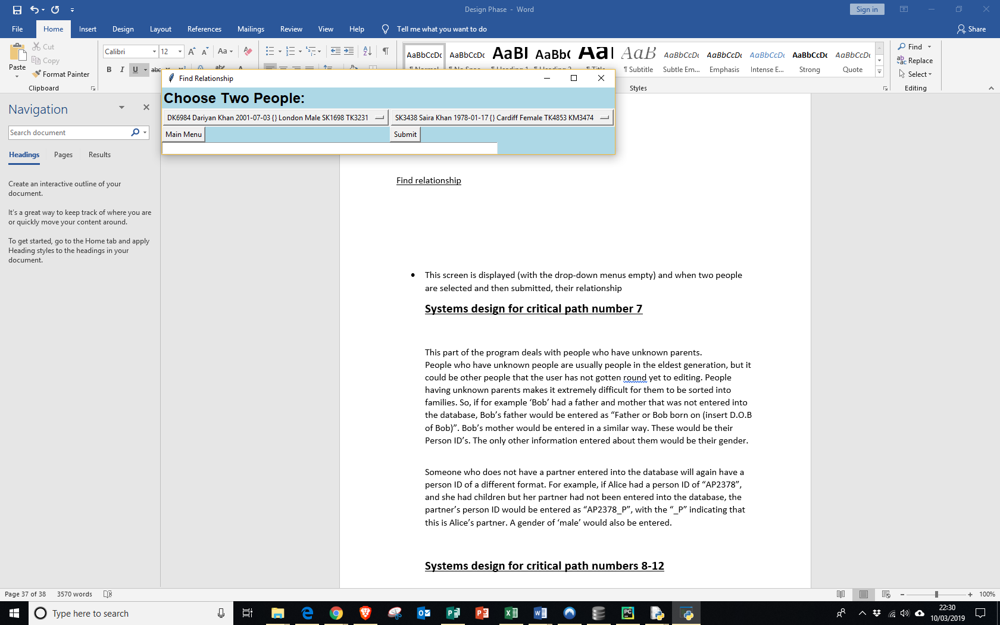 Design Phase - Word
Sign in
File
Home
Insert
Design
Layout
References
Mailings
Review
View
Help
Tell me what you want to do
Share
Paste
Cut
Copy
Format Painter
Clipboard
Calibri
12
Aa
B I U abc
AaBbCcDc
AaBbCcDc
AaBl
AaBbC
AaI
AaB
AaBbCcDc
AaBbCcDc
AaBbCcDc
AaBbCcDc
AaBbCcDc
¶ Subtitle
Subtle Em...
Emphasis
Intense E...
Strong
Quote
Styles
Find
Replace
Select
Editing
Find Relationship
Choose Two People:
DK6984 Dariyan Khan 2001-07-03 {} London Male SK1698 TK3231
SK3438 Saira Khan 1978-01-17 {} Cardiff Female TK4853 KM3474
Main Menu
Submit
Navigation
Search document
Headings
Pages
Results
Create an interactive outline of your
document.
It's a great way to keep track of where you are
or quickly move your content around.
To get started, go to the Home tab and apply
Heading styles to the headings in your
document.
Find relationship
• This screen is displayed (with the drop-down menus empty) and when two people
are selected and then submitted, their relationship
Systems design for critical path number 7
This part of the program deals with people who have unknown parents.
People who have unknown people are usually people in the eldest generation, but it
could be other people that the user has not gotten round yet to editing. People
having unknown parents makes it extremely difficult for them to be sorted into
families. So, if for example ‘Bob’ had a father and mother that was not entered into
the database, Bob’s father would be entered as “Father or Bob born on (insert D.O.B
of Bob)”. Bob’s mother would be entered in a similar way. These would be their
Person ID’s. The only other information entered about them would be their gender.
Someone who does not have a partner entered into the database will again have a
person ID of a different format. For example, if Alice had a person ID of “AP2378”,
and she had children but her partner had not been entered into the database, the
partner’s person ID would be entered as “AP2378_P”, with the “_P” indicating that
this is Alice’s partner. A gender of ‘male’ would also be entered.
Systems design for critical path numbers 8-12
Page 37 of 38
3570 words
100%
Type here to search
22:30
10/03/2019